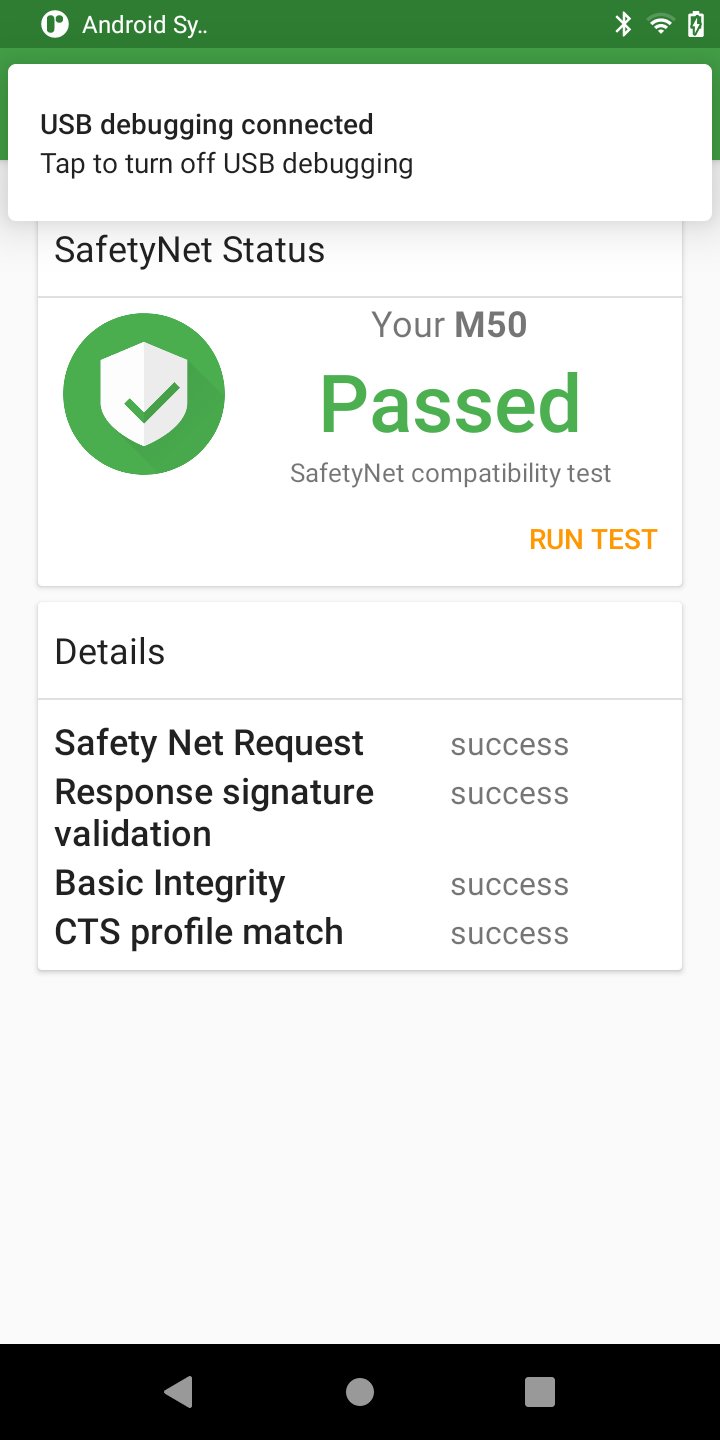 Android Sy..
USB debugging connected
Tap to turn off USB debugging
SafetyNet Status
Your M50
Passed
SafetyNet compatibility test
RUN TEST
Details
Safety Net Request success
Response signature success
validation
Basic Integrity success
CTS profile match success